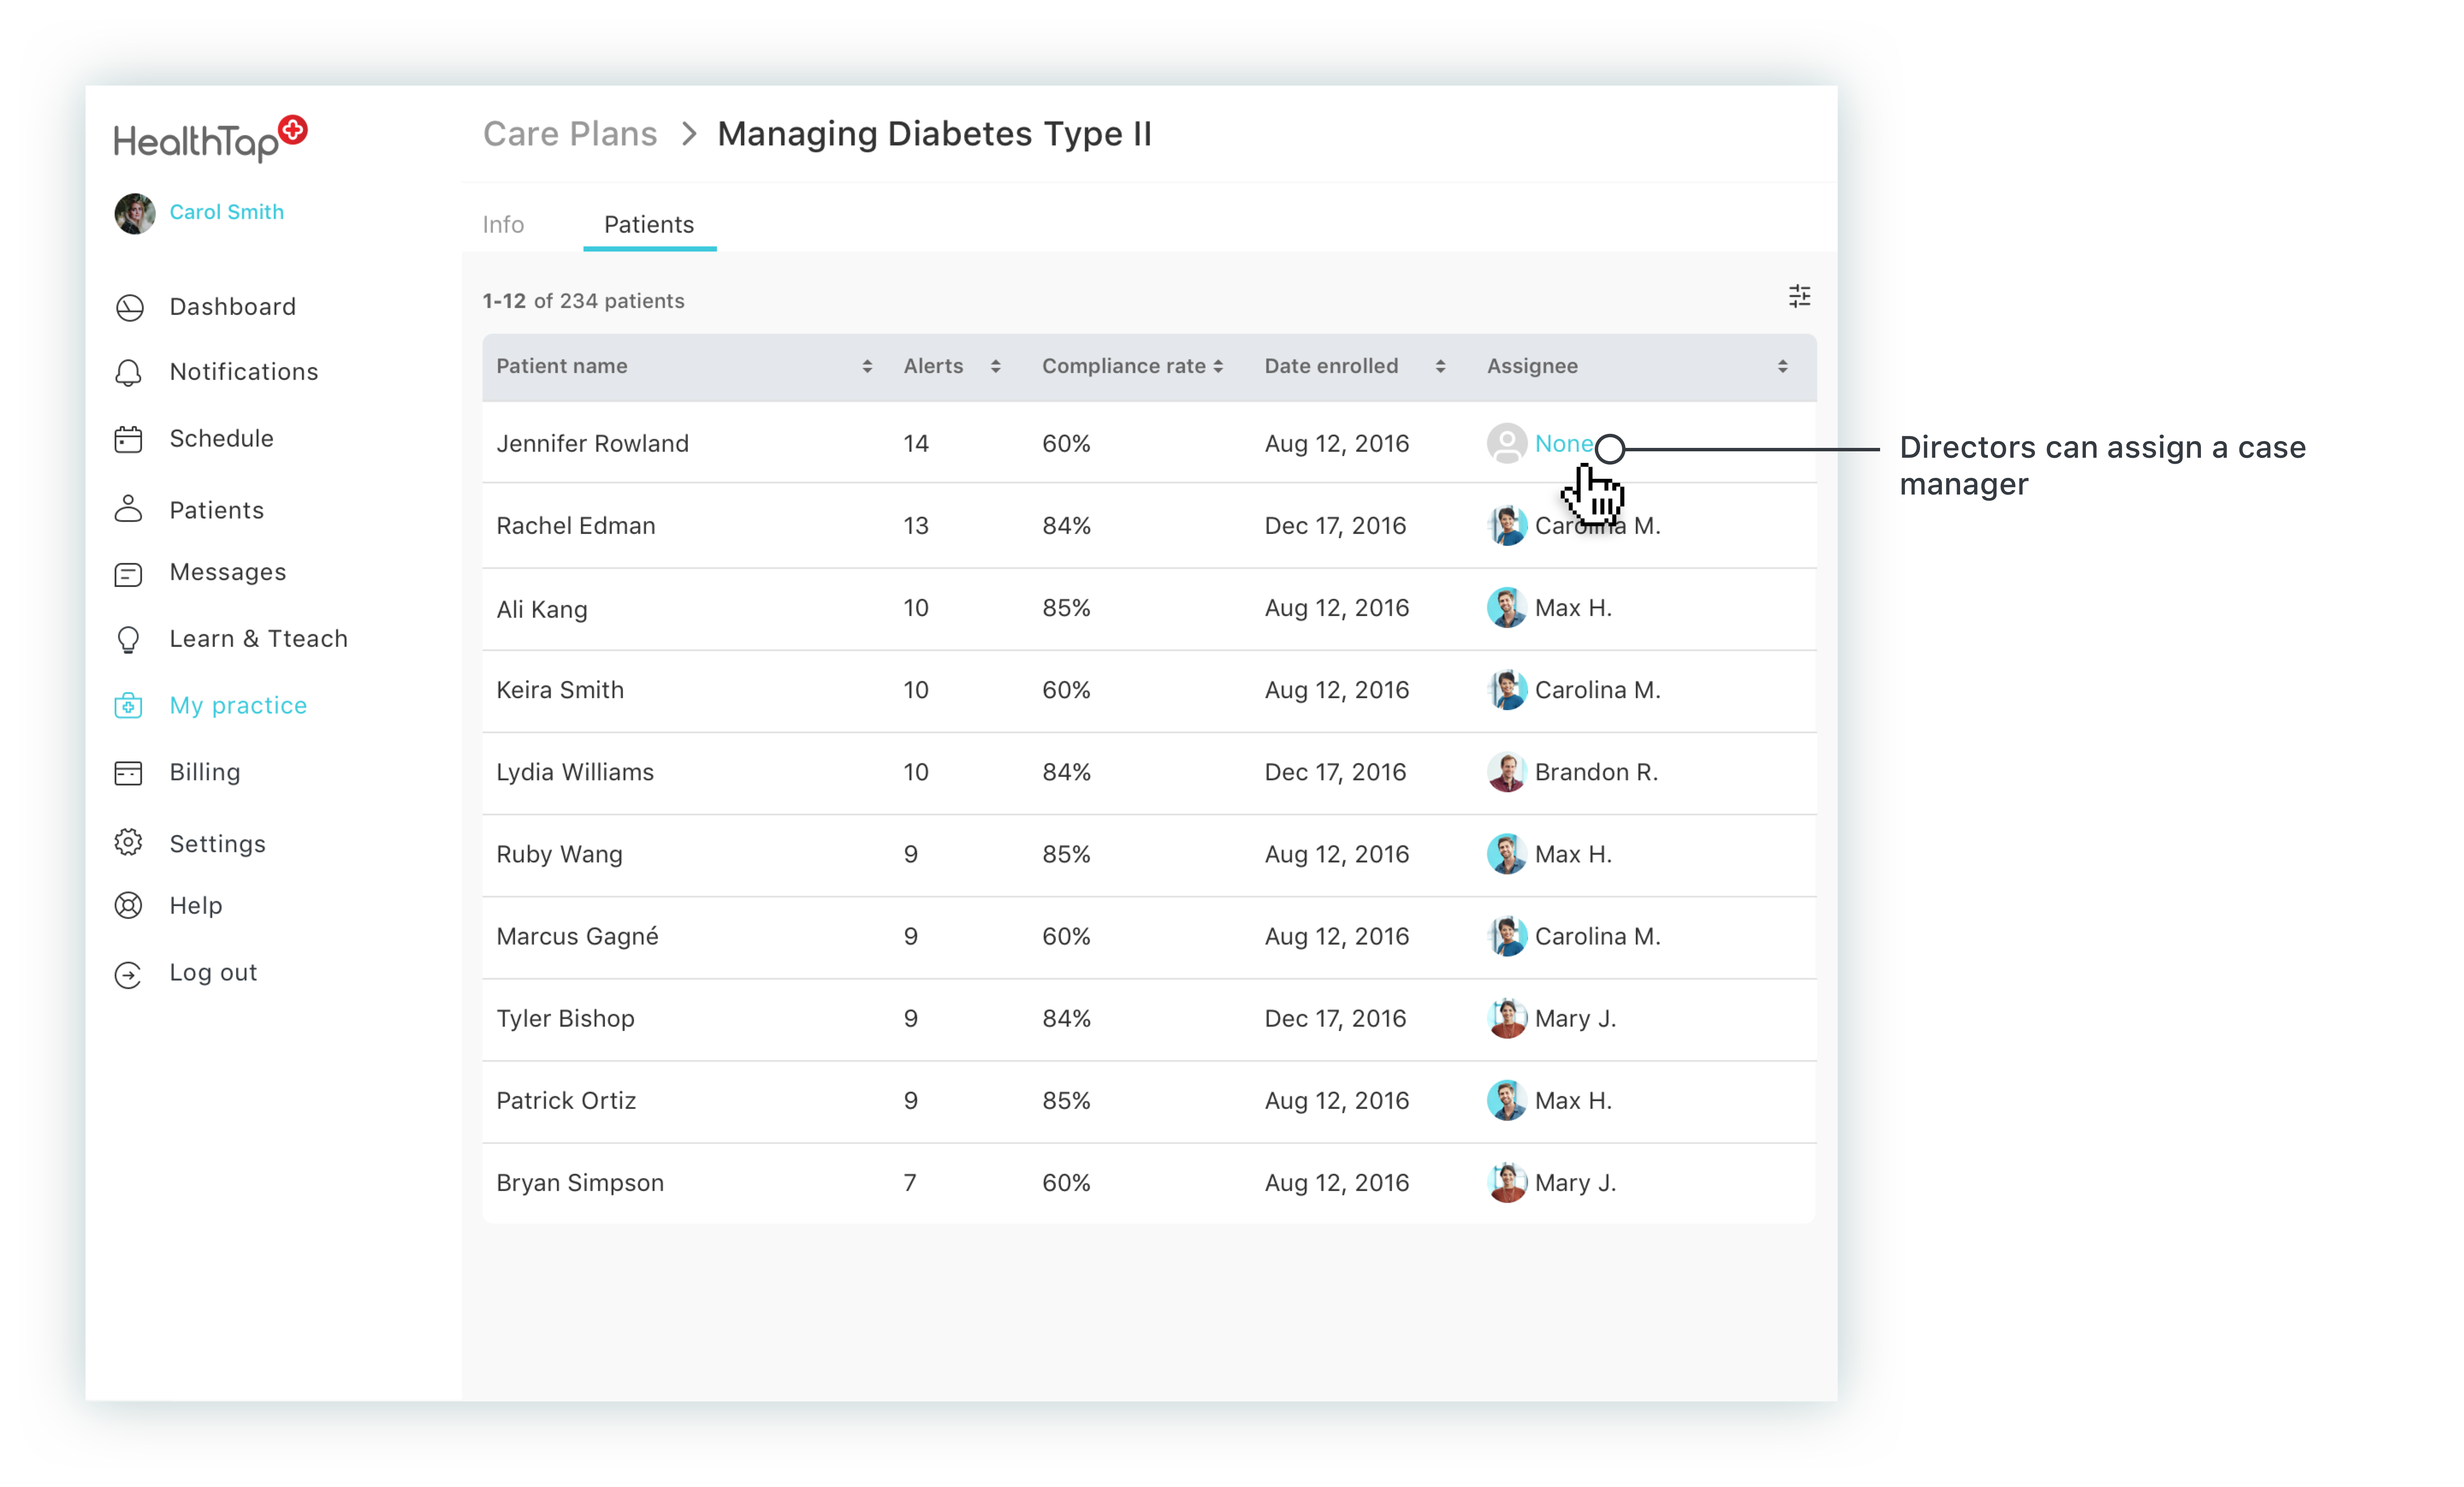 HealthTap
Carol Smith
Dashboard
Notifications
Schedule
Patients
Messages
Learn & Tteach
My practice
Billing
Settings
Help
Log out
Care Plans > Managing Diabetes Type II
Info Patients
1-12 of 234 patients
Patient name Alerts Compliance rate Date enrolled Assignee
Jennifer Rowland 14 60% Aug 12, 2016 None
Rachel Edman 13 84% Dec 17, 2016 Carolina M.
Ali Kang 10 85% Aug 12, 2016 Max H.
Keira Smith 10 60% Aug 12, 2016 Carolina M.
Lydia Williams 10 84% Dec 17, 2016 Brandon R.
Ruby Wang 9 85% Aug 12, 2016 Max H.
Marcus Gagné 9 60% Aug 12, 2016 Carolina M.
Tyler Bishop 9 84% Dec 17, 2016 Mary J.
Patrick Ortiz 9 85% Aug 12, 2016 Max H.
Bryan Simpson 7 60% Aug 12, 2016 Mary J.
Directors can assign a case
manager